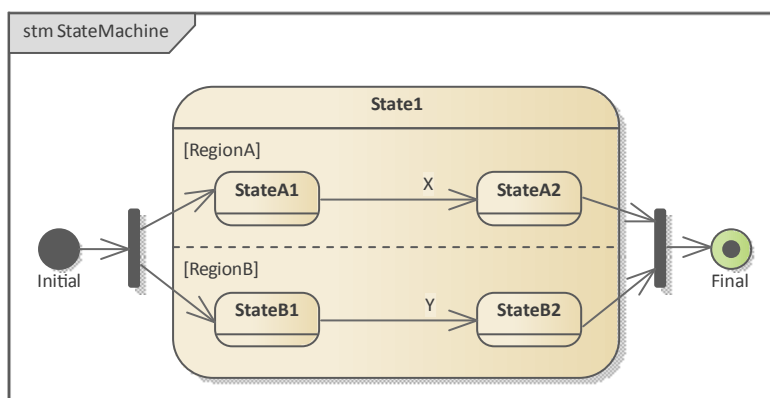 stm StateMachine
State1
[RegionA]
StateA1
X
StateA2
Initial
[RegionB]
StateB1
Y
StateB2
Final